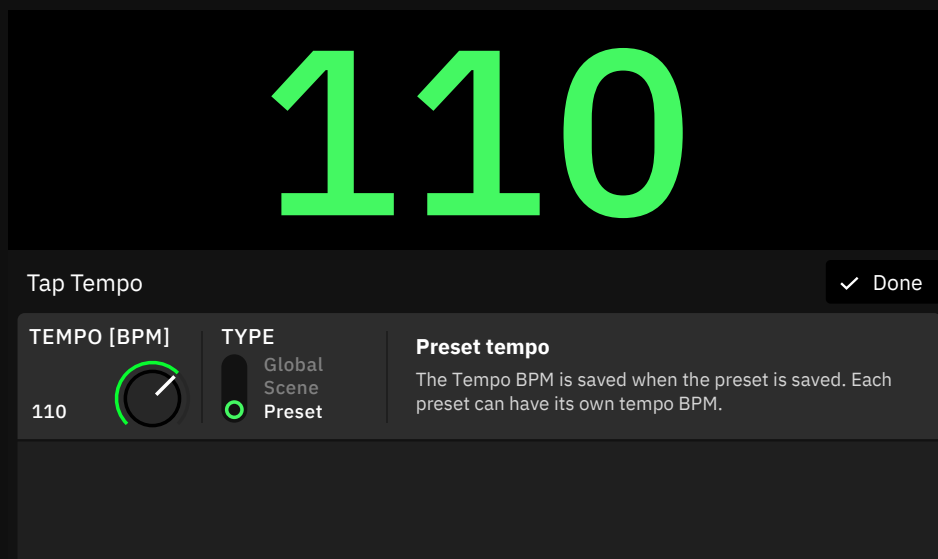 110
Tap Tempo
Done
TEMPO [BPM]
110
TYPE
Global
Scene
Preset
Preset tempo
The Tempo BPM is saved when the preset is saved. Each
preset can have its own tempo BPM.